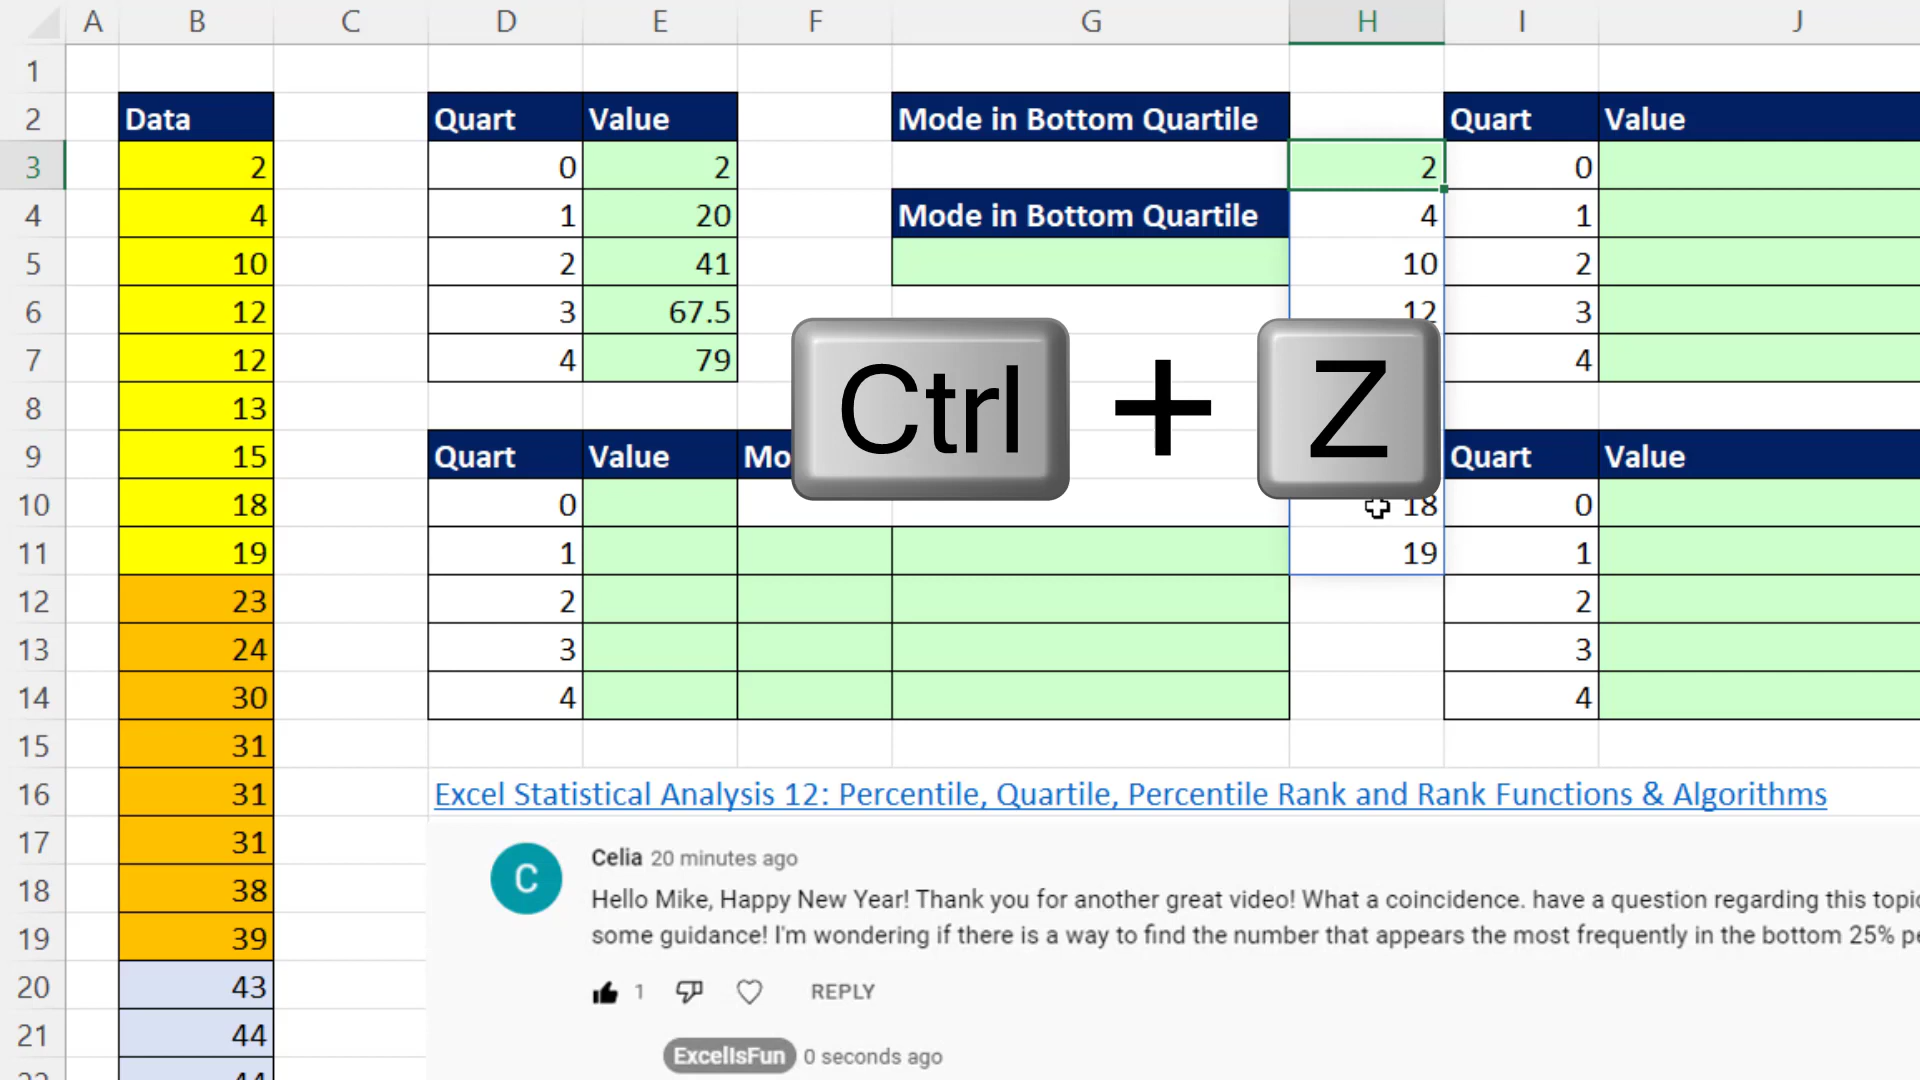 A B C D E F G H I J
1
2 Data Quart Value Mode in Bottom Quartile Quart Value
3 2 0 2 2 0
4 4 1 20 Mode in Bottom Quartile 4 1
5 10 2 41 10 2
6 12 3 67.5 12 3
7 12 4 79 4
Ctrl + Z
8 13
9 15 Quart Value Mo Quart Value
10 18 0 18 0
11 19 1 19 1
12 23 2 2
13 24 3 3
14 30 4 4
15 31
16 31 Excel Statistical Analysis 12: Percentile, Quartile, Percentile Rank and Rank Functions & Algorithms
17 31
C Celia 20 minutes ago
18 38 Hello Mike, Happy New Year! Thank you for another great video! What a coincidence. have a question regarding this topic
19 39 some guidance! I'm wondering if there is a way to find the number that appears the most frequently in the bottom 25%
20 43 1 REPLY
21 44
ExcelIsFun 0 seconds ago